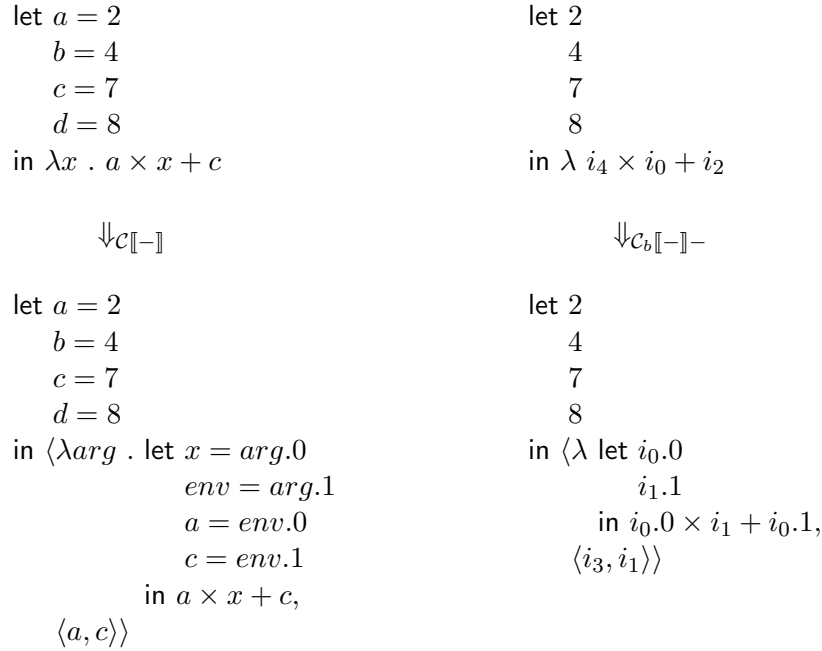 let a = 2
b = 4
c = 7
d = 8
in λx . a × x + c
⇓𝒞⟦−⟧
let a = 2
b = 4
c = 7
d = 8
in ⟨λarg . let x = arg.0
env = arg.1
a = env.0
c = env.1
in a × x + c,
⟨a, c⟩⟩
let 2
4
7
8
in λ i₄ × i₀ + i₂
⇓𝒞b⟦−⟧−
let 2
4
7
8
in ⟨λ let i₀.0
i₁.1
in i₀.0 × i₁ + i₀.1,
⟨i₃, i₁⟩⟩